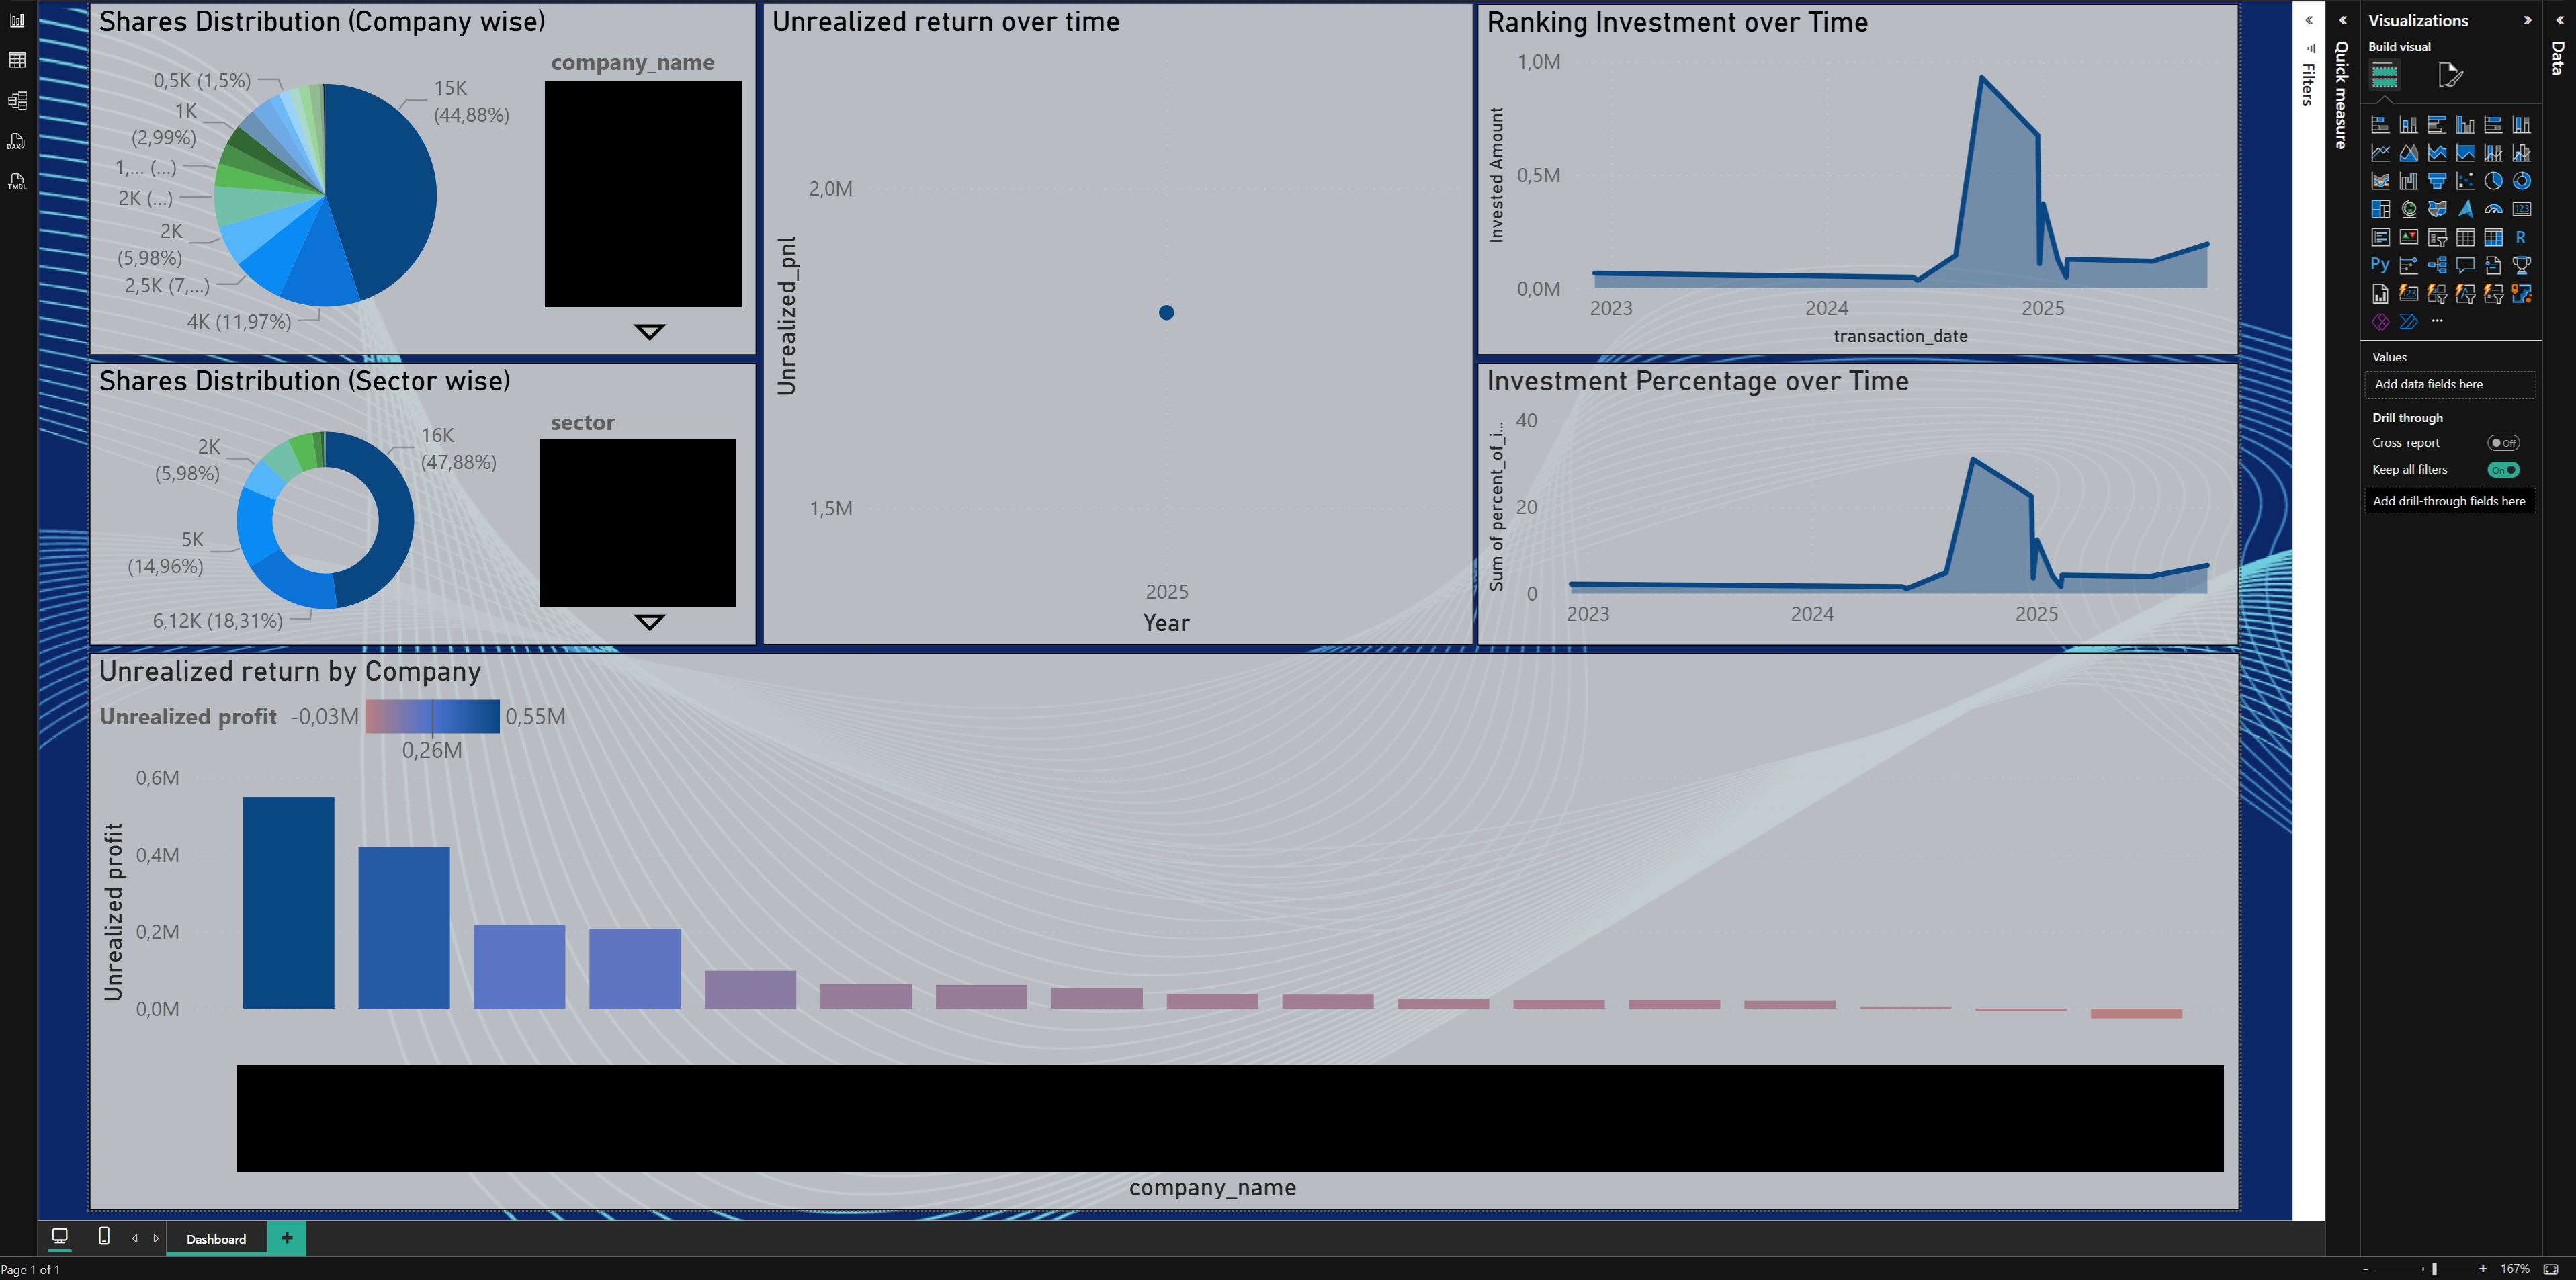 Shares Distribution (Company wise)
0,5K (1,5%)
1K
(2,99%)
1,... (...)
2K (...)
2K
(5,98%)
2,5K (7,...)
4K (11,97%)
15K
(44,88%)
company_name
Unrealized return over time
Unrealized_pnl
2,0M
1,5M
2025
Year
Ranking Investment over Time
Invested Amount
1,0M
0,5M
0,0M
2023
2024
2025
transaction_date
Shares Distribution (Sector wise)
2K
(5,98%)
5K
(14,96%)
6,12K (18,31%)
16K
(47,88%)
sector
Investment Percentage over Time
Sum of percent_of_i...
40
20
0
2023
2024
2025
Unrealized return by Company
Unrealized profit -0,03M 0,55M
0,26M
Unrealized profit
0,6M
0,4M
0,2M
0,0M
company_name
DAX
TMDL
Filters
Quick measure
Visualizations
Build visual
123
R
Py
123
...
Values
Add data fields here
Drill through
Cross-report Off
Keep all filters On
Add drill-through fields here
Data
Dashboard
+
Page 1 of 1
- + 167%